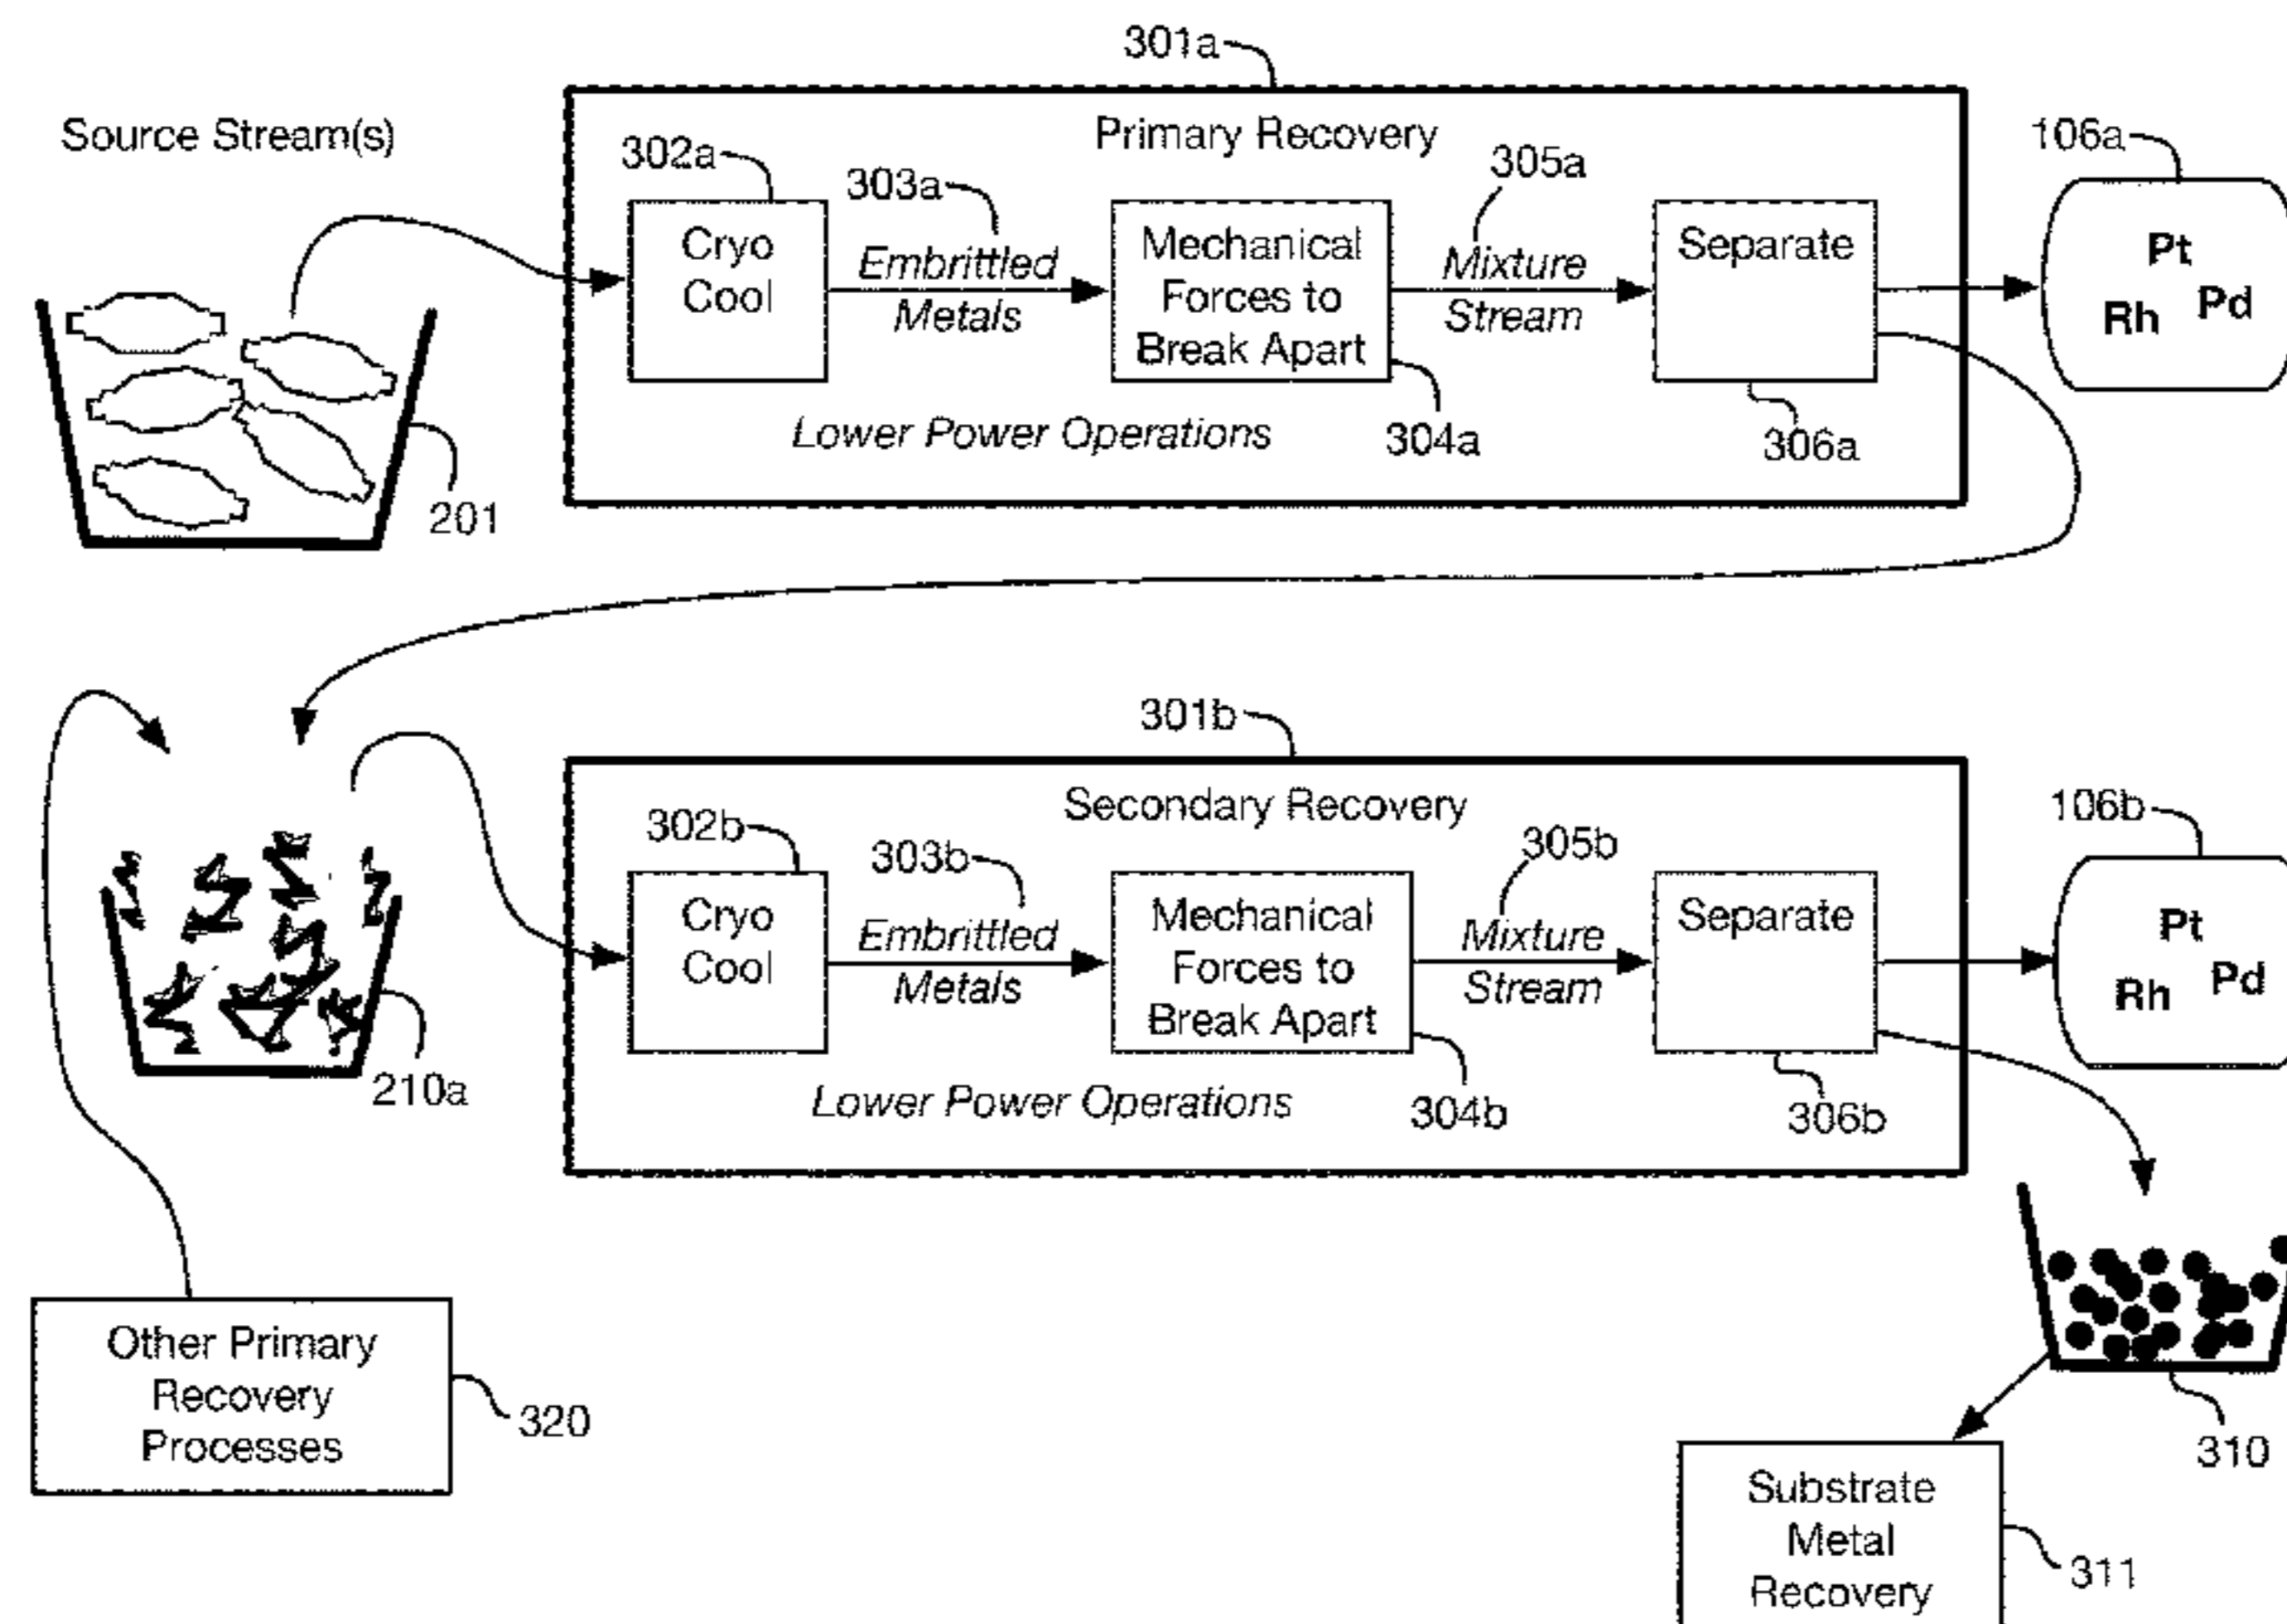 301a
Source Stream(s)
Primary Recovery
106a
302a
303a
305a
Cryo
Cool
Embrittled
Metals
Mechanical
Forces to
Break Apart
Mixture
Stream
Separate
Pt
Rh
Pd
Lower Power Operations
304a
306a
201
301b
Secondary Recovery
106b
302b
303b
305b
Cryo
Cool
Embrittled
Metals
Mechanical
Forces to
Break Apart
Mixture
Stream
Separate
Pt
Rh
Pd
210a
Lower Power Operations
304b
306b
Other Primary
Recovery
Processes
320
310
Substrate
Metal
Recovery
311